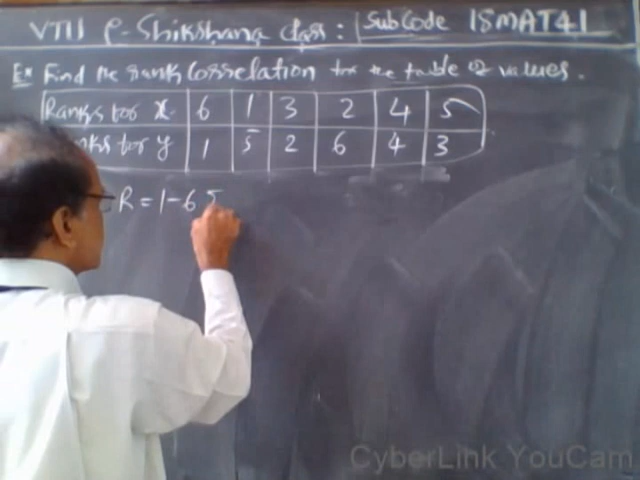 VTU e-Shikshana class: Sub Code 15MAT41
Ex Find the rank Correlation for the table of values.
Ranks for x 6 1 3 2 4 5
Ranks for y 1 5 2 6 4 3
R = 1 - 6 Σ
CyberLink YouCam